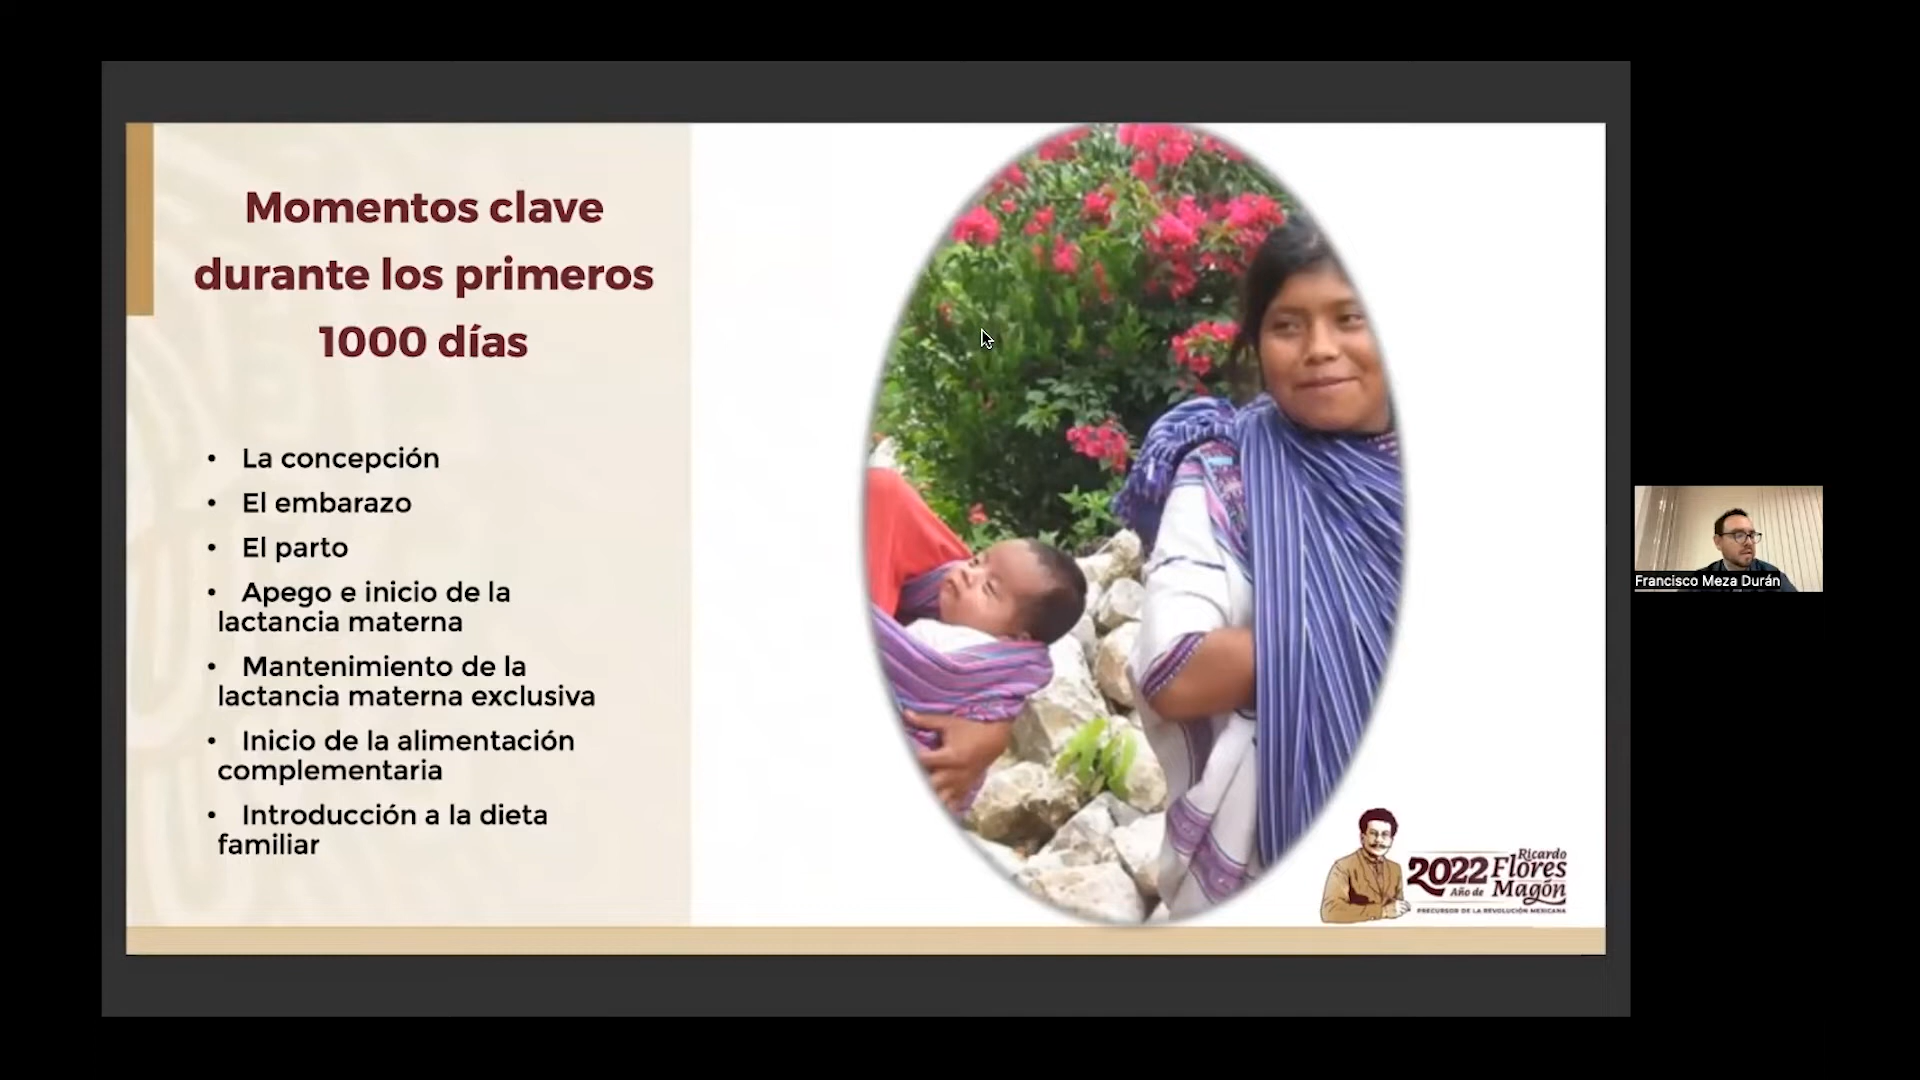 Momentos clave
durante los primeros
1000 días
• La concepción
• El embarazo
• El parto
• Apego e inicio de la
lactancia materna
• Mantenimiento de la
lactancia materna exclusiva
• Inicio de la alimentación
complementaria
• Introducción a la dieta
familiar
2022 Ricardo
Flores
Año de Magón
PRECURSOR DE LA REVOLUCIÓN MEXICANA
Francisco Meza Durán